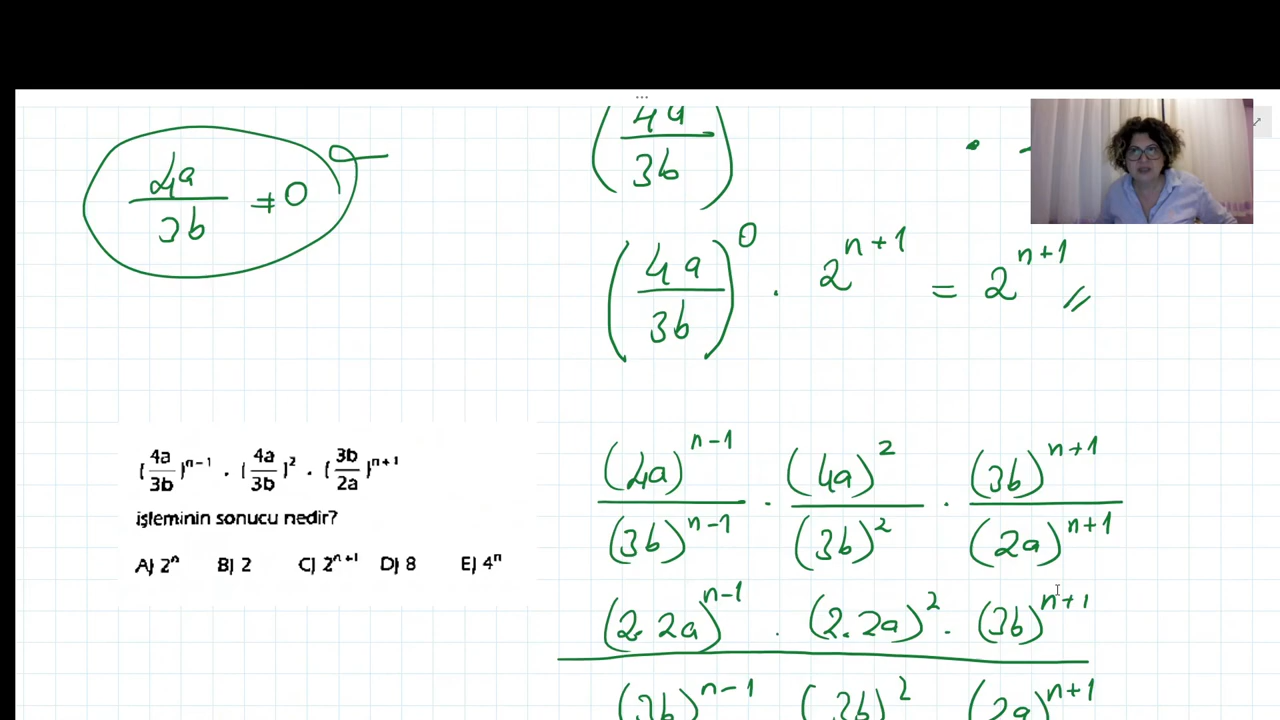 4a/3b ≠ 0
(4a/3b)
(4a/3b)^0 · 2^(n+1) = 2^(n+1) //
(4a/3b)^(n-1) · (4a/3b)^2 · (3b/2a)^(n+1)
işleminin sonucu nedir?
A) 2^n B) 2 C) 2^(n+1) D) 8 E) 4^n
(4a)^(n-1)/(3b)^(n-1) · (4a)^2/(3b)^2 · (3b)^(n+1)/(2a)^(n+1)
(2.2a)^(n-1) · (2.2a)^2 · (3b)^(n+1)
(3b)^(n-1) (3b)^2 (2a)^(n+1)